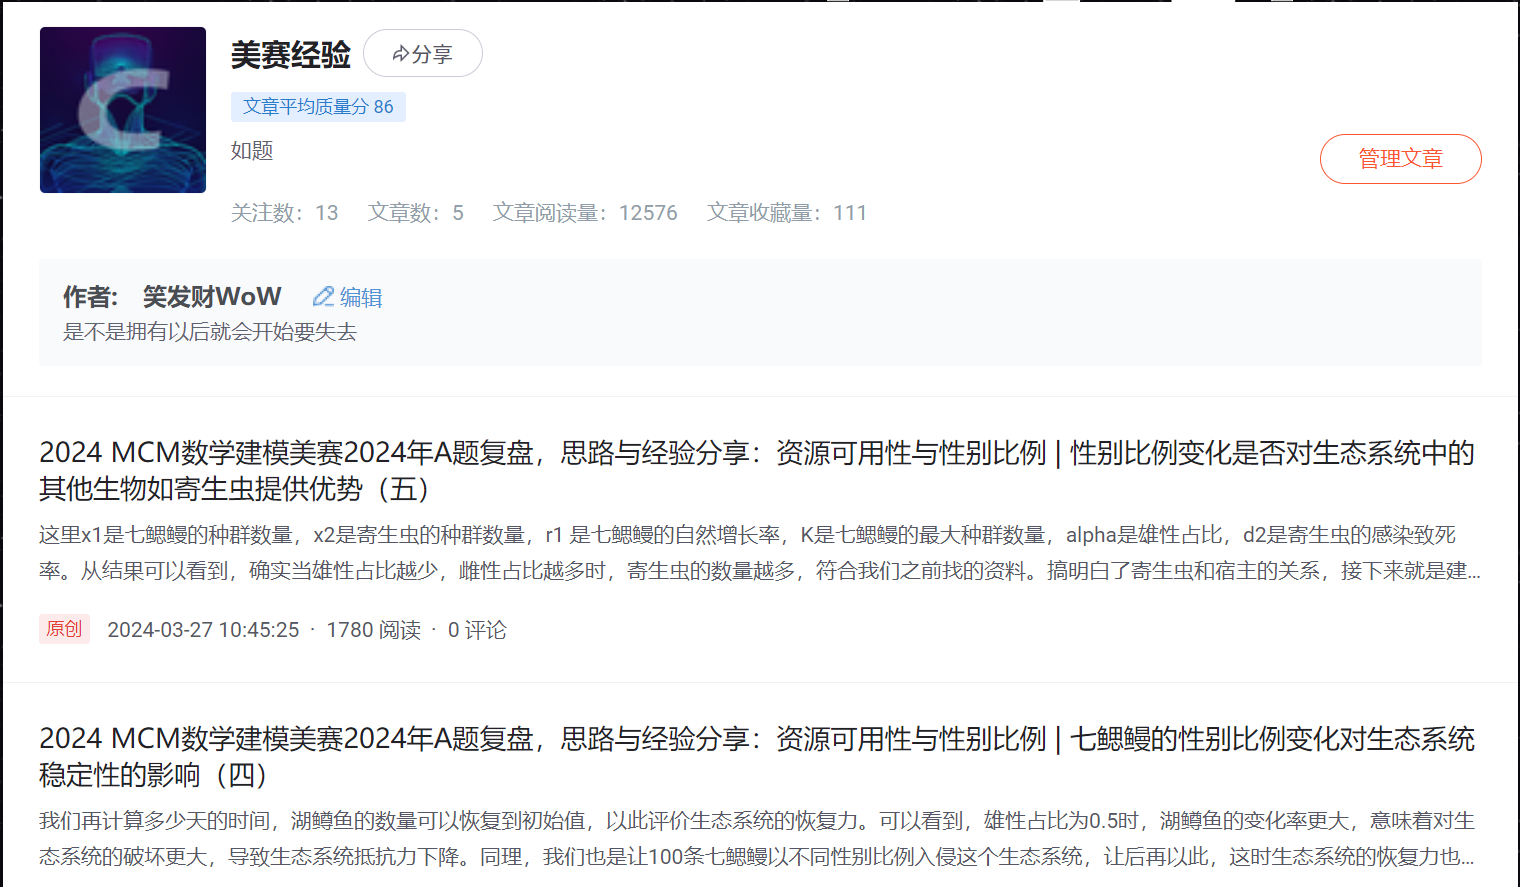 C
美赛经验 分享
文章平均质量分 86
如题
管理文章
关注数：13 文章数：5 文章阅读量：12576 文章收藏量：111
作者: 笑发财WoW 编辑
是不是拥有以后就会开始要失去
2024 MCM数学建模美赛2024年A题复盘，思路与经验分享：资源可用性与性别比例 | 性别比例变化是否对生态系统中的
其他生物如寄生虫提供优势（五）
这里x1是七鳃鳗的种群数量，x2是寄生虫的种群数量，r1 是七鳃鳗的自然增长率，K是七鳃鳗的最大种群数量，alpha是雄性占比，d2是寄生虫的感染致死
率。从结果可以看到，确实当雄性占比越少，雌性占比越多时，寄生虫的数量越多，符合我们之前找的资料。搞明白了寄生虫和宿主的关系，接下来就是建...
原创 2024-03-27 10:45:25 · 1780 阅读 · 0 评论
2024 MCM数学建模美赛2024年A题复盘，思路与经验分享：资源可用性与性别比例 | 七鳃鳗的性别比例变化对生态系统
稳定性的影响（四）
我们再计算多少天的时间，湖鳟鱼的数量可以恢复到初始值，以此评价生态系统的恢复力。可以看到，雄性占比为0.5时，湖鳟鱼的变化率更大，意味着对生
态系统的破坏更大，导致生态系统抵抗力下降。同理，我们也是让100条七鳃鳗以不同性别比例入侵这个生态系统，让后再以此，这时生态系统的恢复力也...